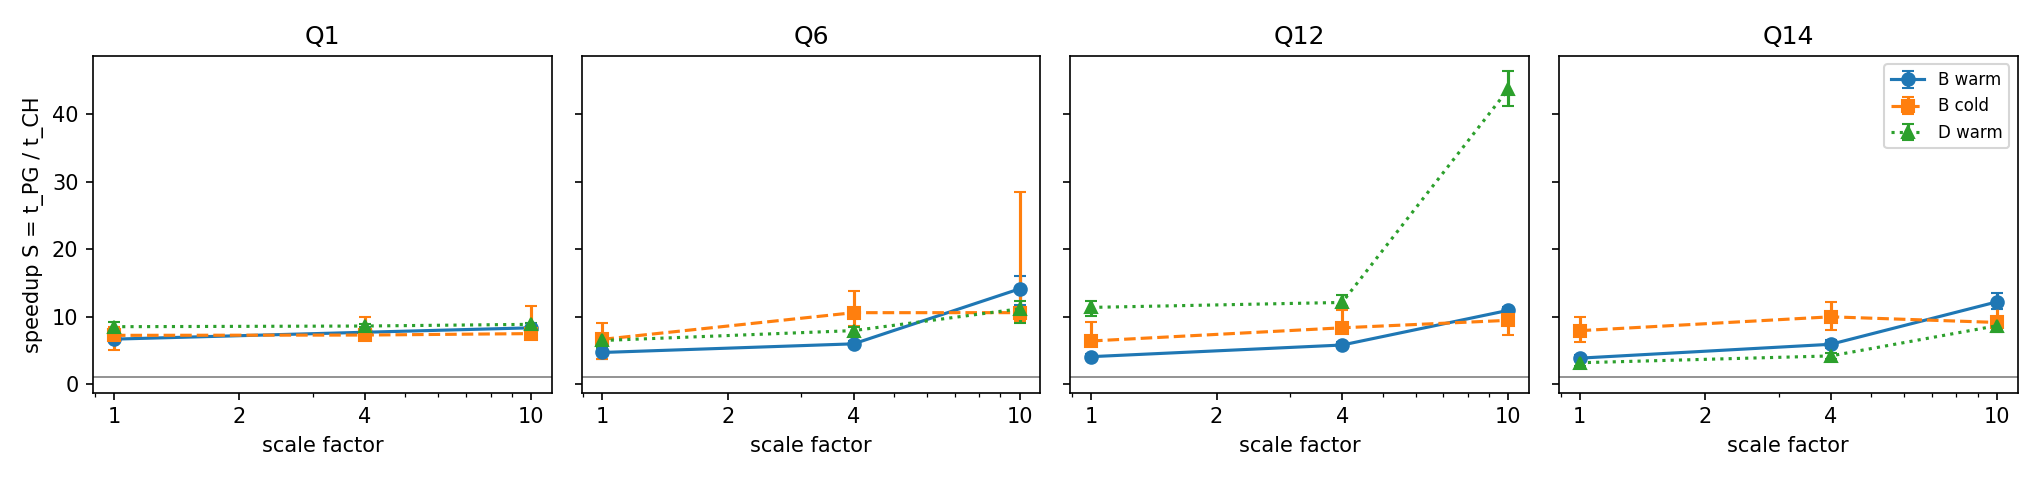 Q1
Q6
Q12
Q14
speedup S = t_PG / t_CH
0
10
20
30
40
B warm
B cold
D warm
1 2 4 10
1 2 4 10
1 2 4 10
1 2 4 10
scale factor
scale factor
scale factor
scale factor